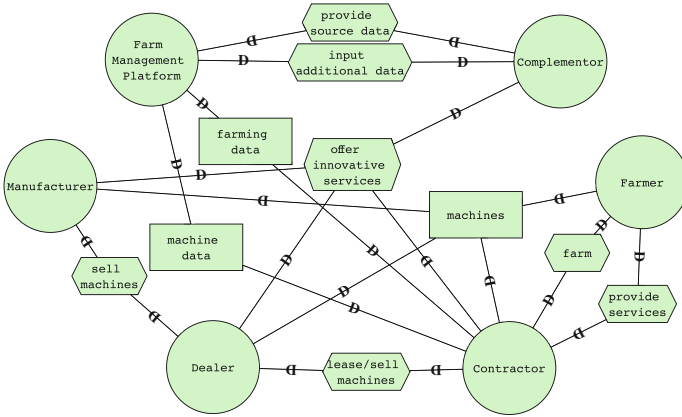 provide
source data
Farm
Management
Platform
input
additional data
Complementor
D
D
D
D
D
D
farming
data
offer
innovative
services
D
D
Manufacturer
Farmer
D
D
machines
D
machine
data
D
D
D
farm
D
sell
machines
D
D
D
D
D
D
provide
services
D
D
Dealer
D
lease/sell
machines
D
Contractor